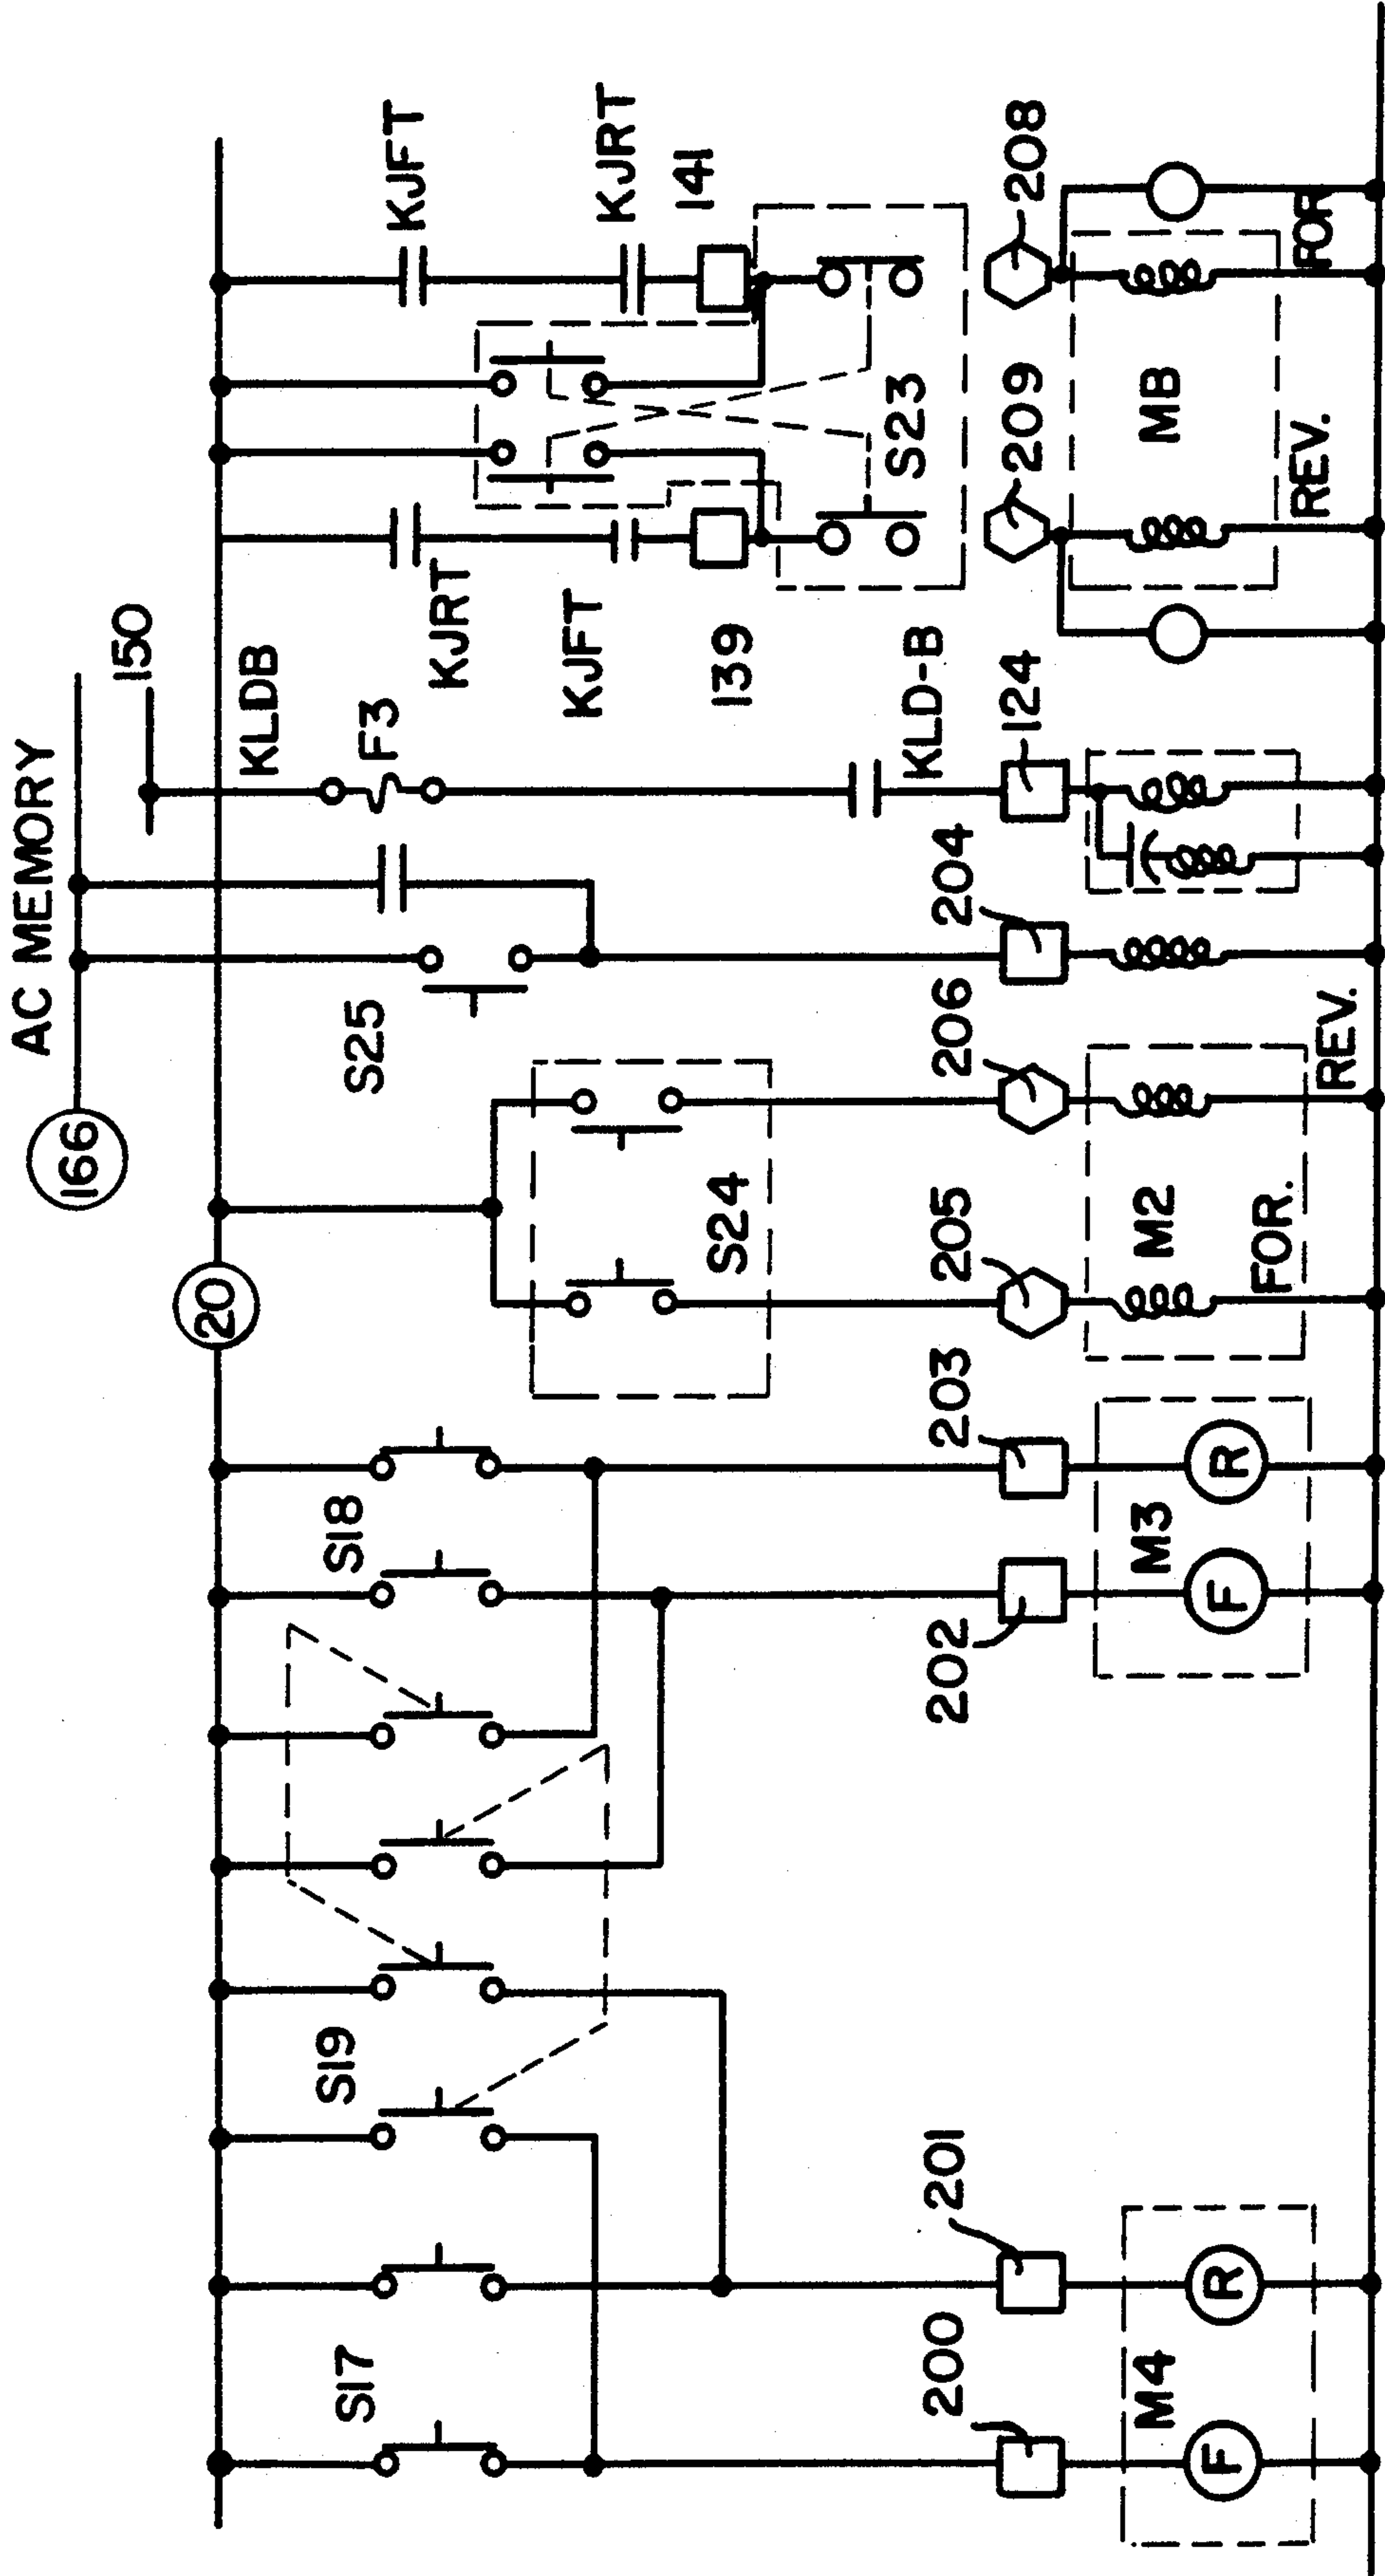 AC MEMORY
166
150
20
KLDB
F3
KJFT
KJRT
141
KJRT
KJFT
139
S23
KLD-B
124
208
209
MB
FOR
REV.
S25
204
206
205
S24
M2
FOR.
REV.
S18
203
202
M3
R
F
S19
S17
201
200
M4
R
F